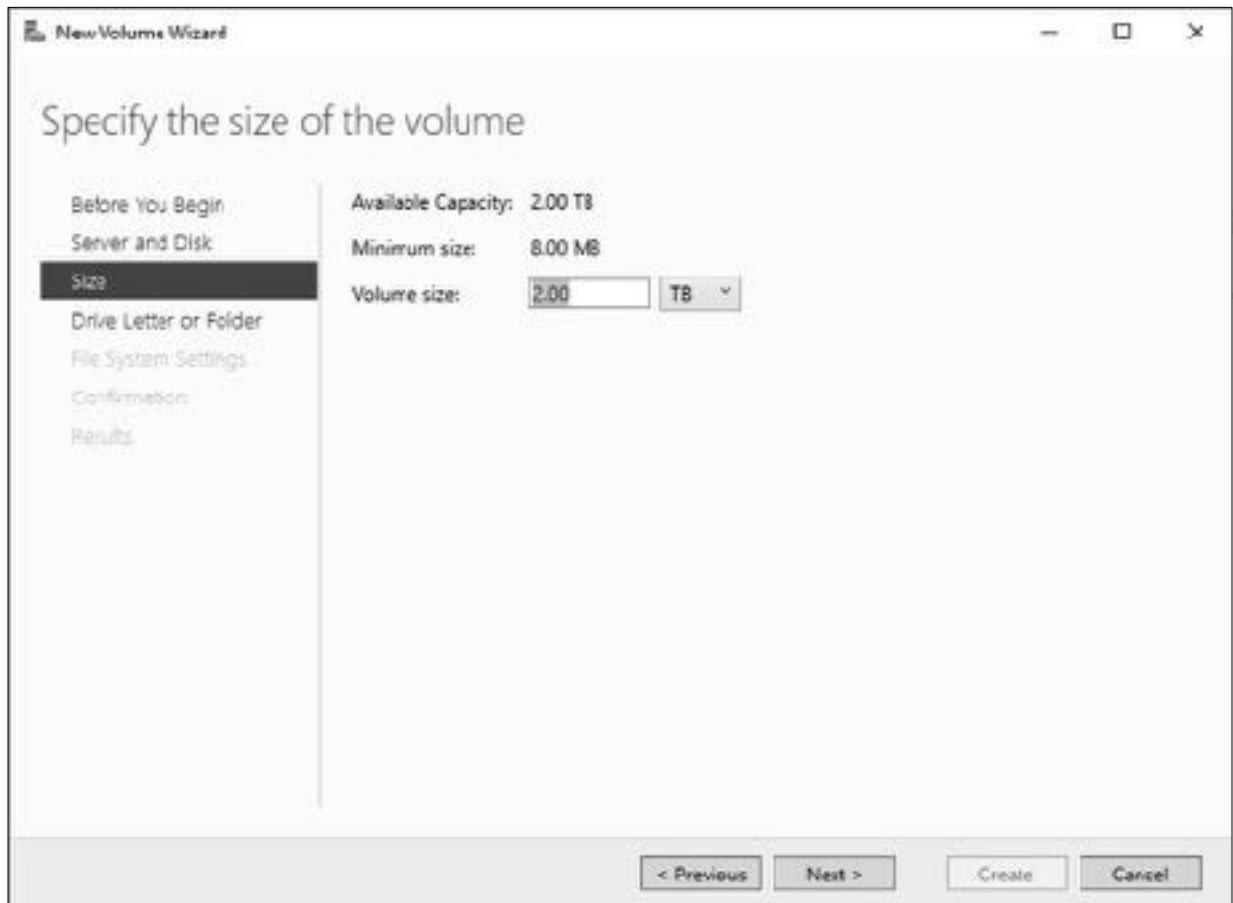 New Volume Wizard
Specify the size of the volume
Before You Begin
Server and Disk
Size
Drive Letter or Folder
File System Settings
Confirmation
Results
Available Capacity: 2.00 TB
Minimum size: 8.00 MB
Volume size: 2.00 TB
< Previous Next > Create Cancel